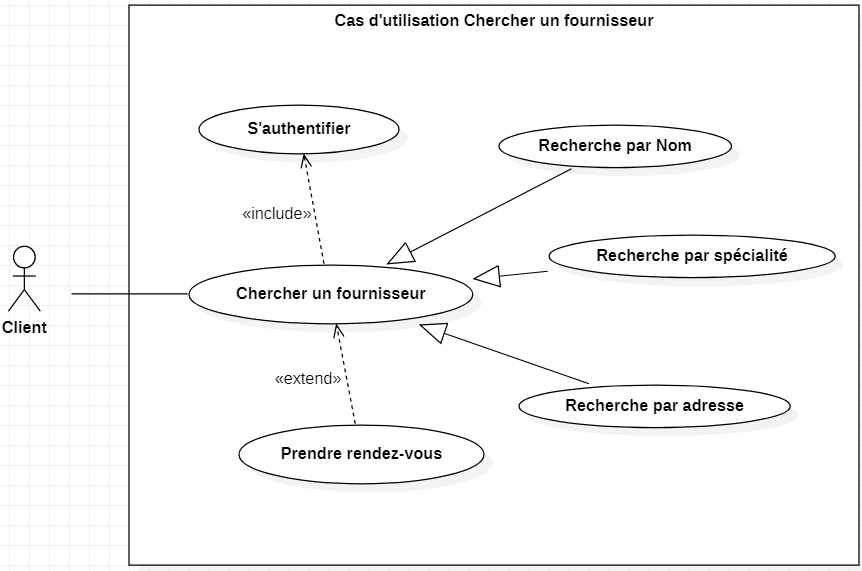 Cas d'utilisation Chercher un fournisseur
S'authentifier
Recherche par Nom
«include»
Recherche par spécialité
Chercher un fournisseur
Client
«extend»
Recherche par adresse
Prendre rendez-vous